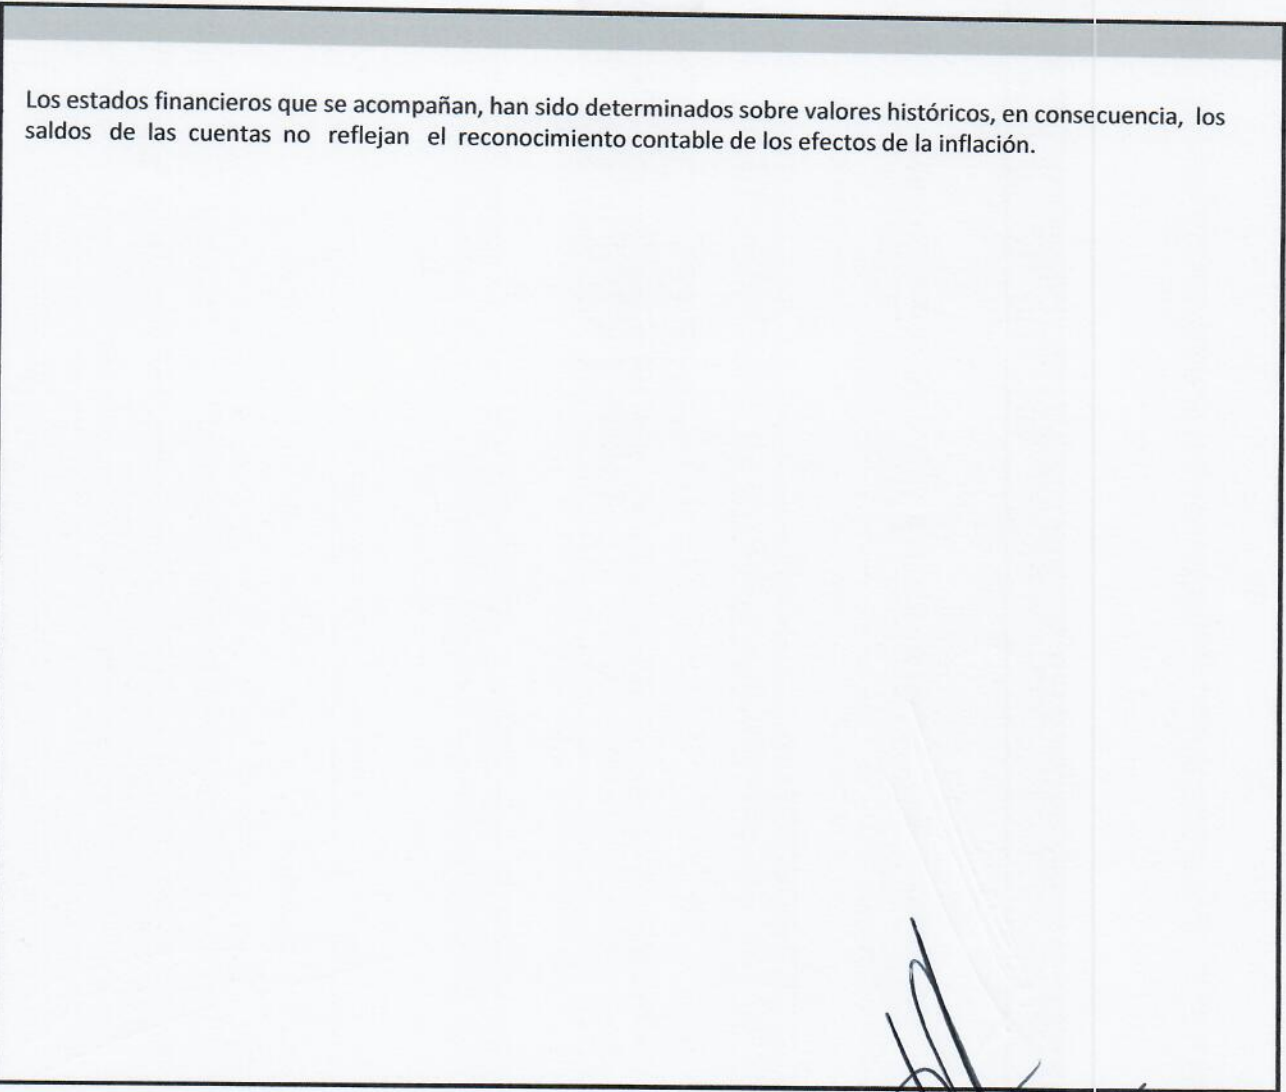 Los estados financieros que se acompañan, han sido determinados sobre valores históricos, en consecuencia, los
saldos de las cuentas no reflejan el reconocimiento contable de los efectos de la inflación.